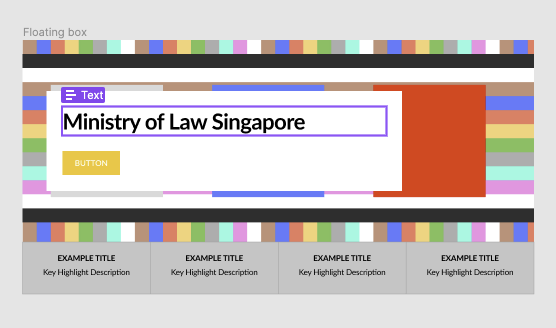 Floating box
Text
Ministry of Law Singapore
BUTTON
EXAMPLE TITLE EXAMPLE TITLE EXAMPLE TITLE EXAMPLE TITLE
Key Highlight Description Key Highlight Description Key Highlight Description Key Highlight Description